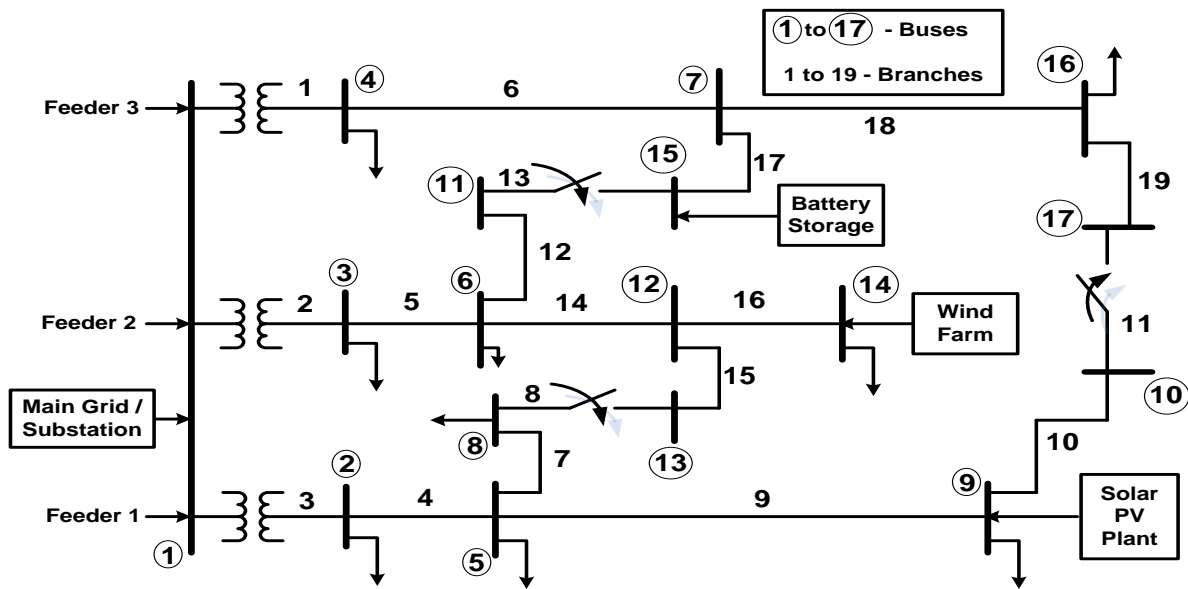 ① to ⑰ - Buses
1 to 19 - Branches
④
⑦
⑯
1
6
Feeder 3
18
⑮
17
⑪
13
19
Battery
Storage
⑰
12
③
⑥
⑫
⑭
2
5
14
16
Feeder 2
Wind
Farm
11
15
8
Main Grid /
Substation
⑩
⑧
⑬
10
②
7
⑨
3
4
9
Solar
PV
Plant
Feeder 1
①
⑤